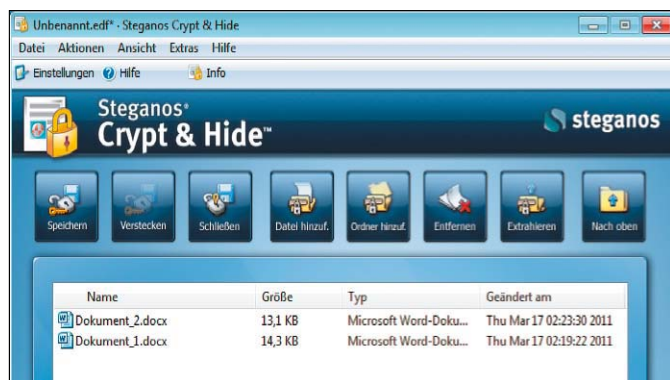 Unbenannt.edf* - Steganos Crypt & Hide
Datei Aktionen Ansicht Extras Hilfe
Einstellungen Hilfe Info
Steganos®
Crypt & Hide™
steganos
Speichern Verstecken Schließen Datei hinzuf. Ordner hinzuf. Entfernen Extrahieren Nach oben
Name Größe Typ Geändert am
Dokument_2.docx 13,1 KB Microsoft Word-Doku... Thu Mar 17 02:23:30 2011
Dokument_1.docx 14,3 KB Microsoft Word-Doku... Thu Mar 17 02:19:22 2011